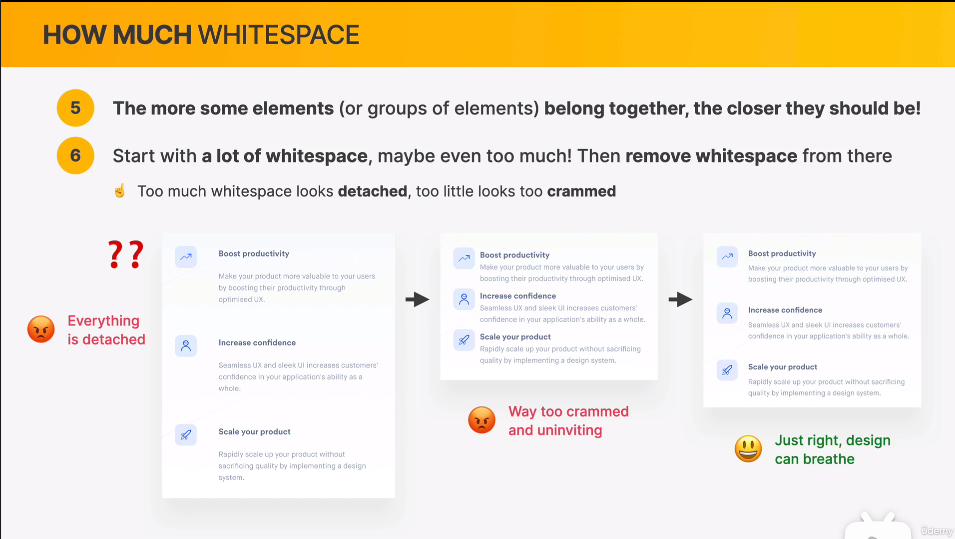 HOW MUCH WHITESPACE
5 The more some elements (or groups of elements) belong together, the closer they should be!
6 Start with a lot of whitespace, maybe even too much! Then remove whitespace from there
☝ Too much whitespace looks detached, too little looks too crammed
??
Everything
is detached
Boost productivity
Make your product more valuable to your users
by boosting their productivity through
optimised UX.
Increase confidence
Seamless UX and sleek UI increases customers'
confidence in your application's ability as a
whole.
Scale your product
Rapidly scale up your product without
sacrificing quality by implementing a design
system.
Boost productivity
Make your product more valuable to your users by
boosting their productivity through optimised UX.
Increase confidence
Seamless UX and sleek UI increases customers'
confidence in your application's ability as a whole.
Scale your product
Rapidly scale up your product without sacrificing
quality by implementing a design system.
Way too crammed
and uninviting
Boost productivity
Make your product more valuable to your users by
boosting their productivity through optimised UX.
Increase confidence
Seamless UX and sleek UI increases customers'
confidence in your application's ability as a whole.
Scale your product
Rapidly scale up your product without sacrificing
quality by implementing a design system.
Just right, design
can breathe
ûdemy